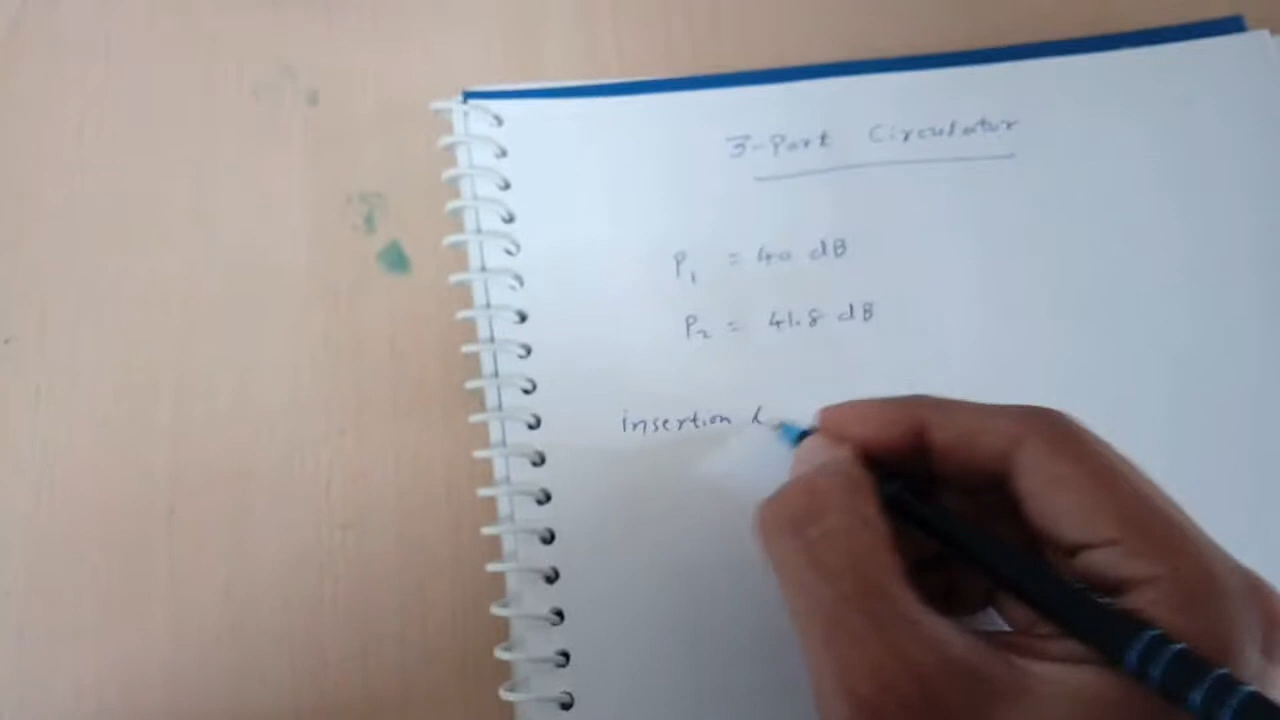 3-Port Circulator
P₁ = 40 dB
P₂ = 41.8 dB
insertion